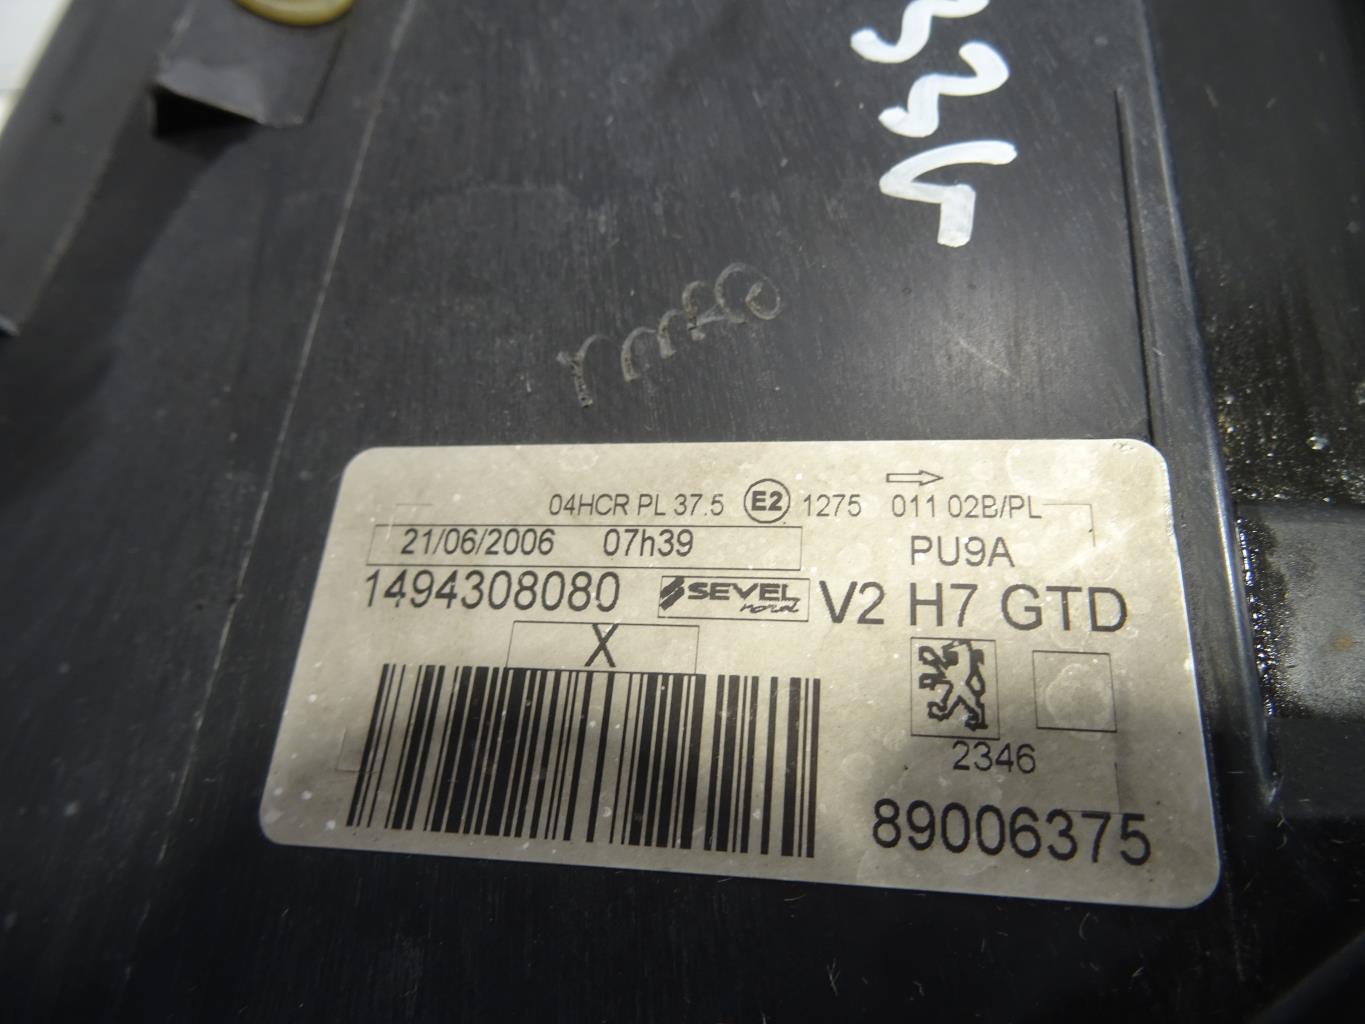 04HCR PL 37.5 E2 1275 011 02B/PL
21/06/2006 07h39 PU9A
1494308080 SEVEL nord V2 H7 GTD
X
2346
89006375